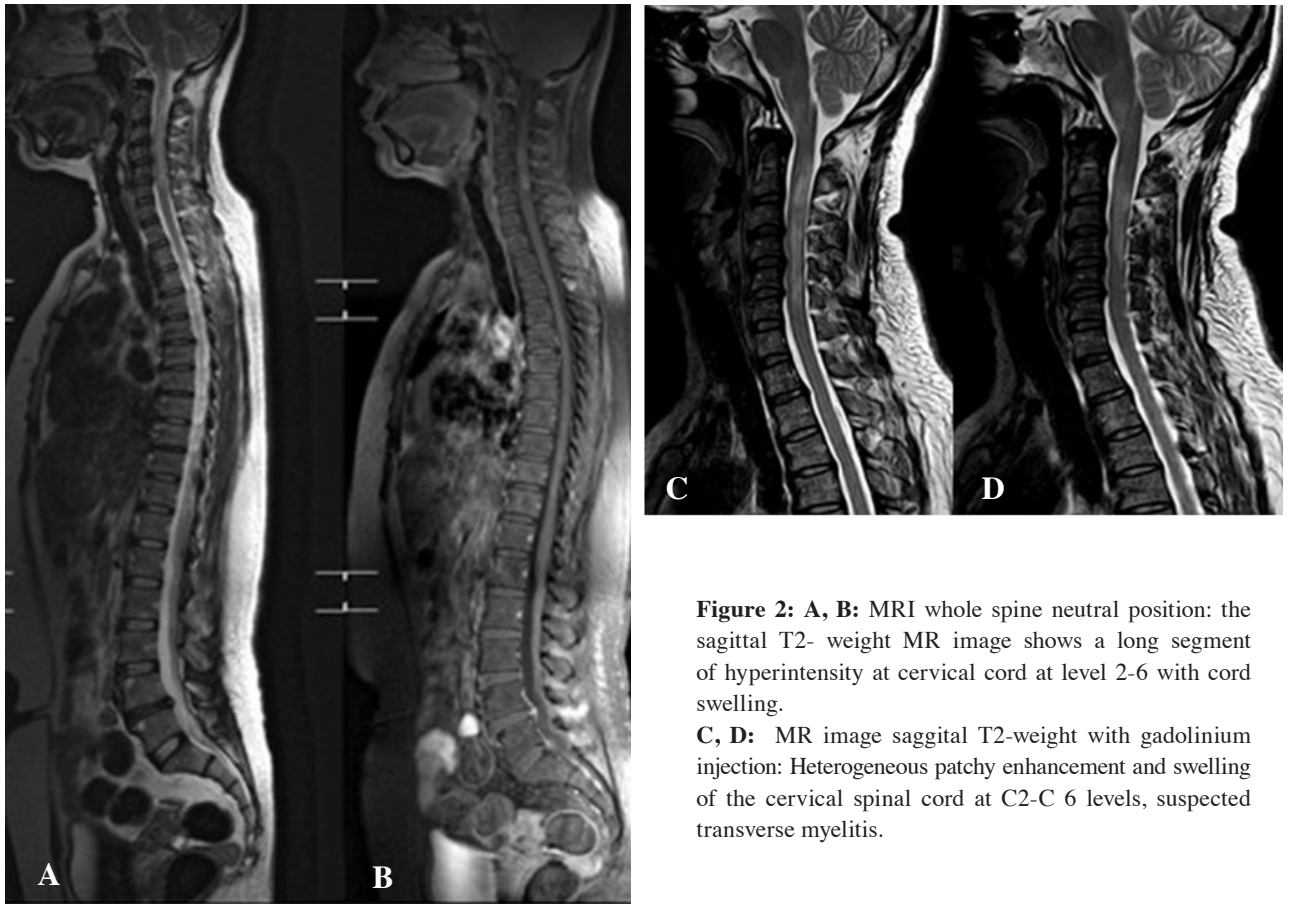 A
B
C
D
Figure 2: A, B: MRI whole spine neutral position: the
sagittal T2- weight MR image shows a long segment
of hyperintensity at cervical cord at level 2-6 with cord
swelling.
C, D: MR image saggital T2-weight with gadolinium
injection: Heterogeneous patchy enhancement and swelling
of the cervical spinal cord at C2-C 6 levels, suspected
transverse myelitis.